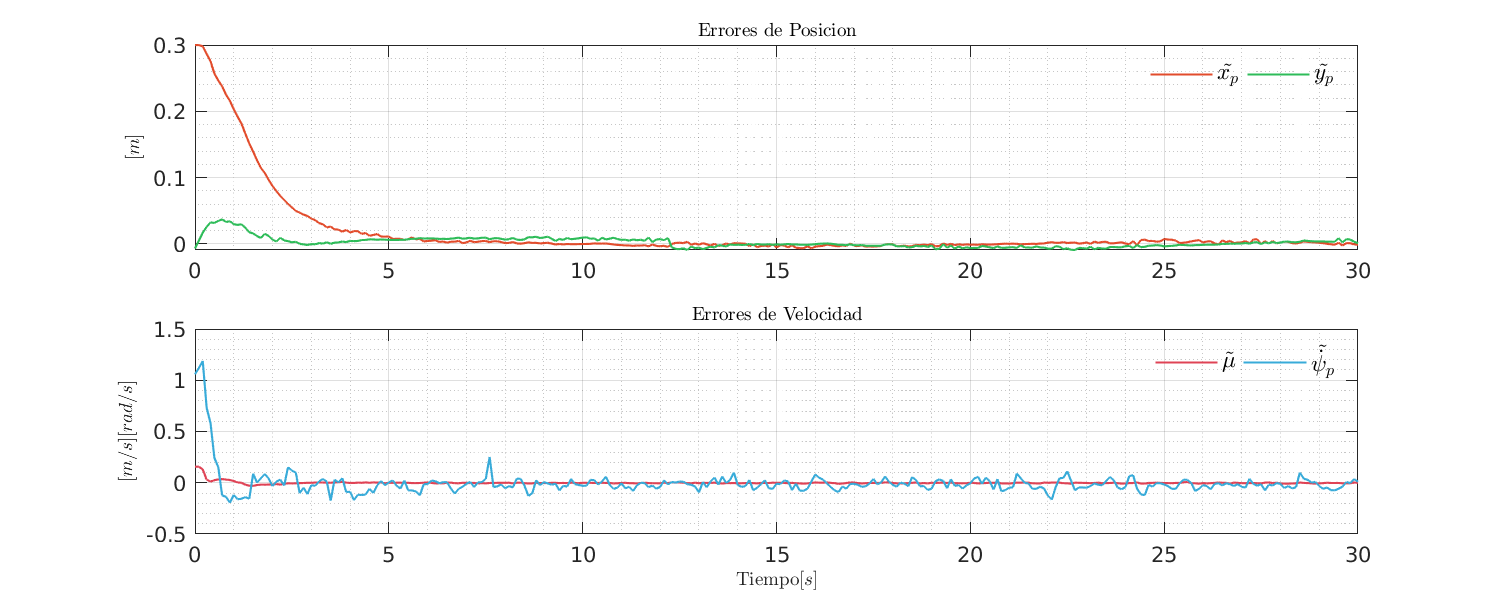 Errores de Posicion
0.3
0.2
0.1
0
[m]
x̃_p ỹ_p
0 5 10 15 20 25 30
Errores de Velocidad
1.5
1
0.5
0
-0.5
[m/s][rad/s]
μ̃ ψ̇̃_p
0 5 10 15 20 25 30
Tiempo[s]